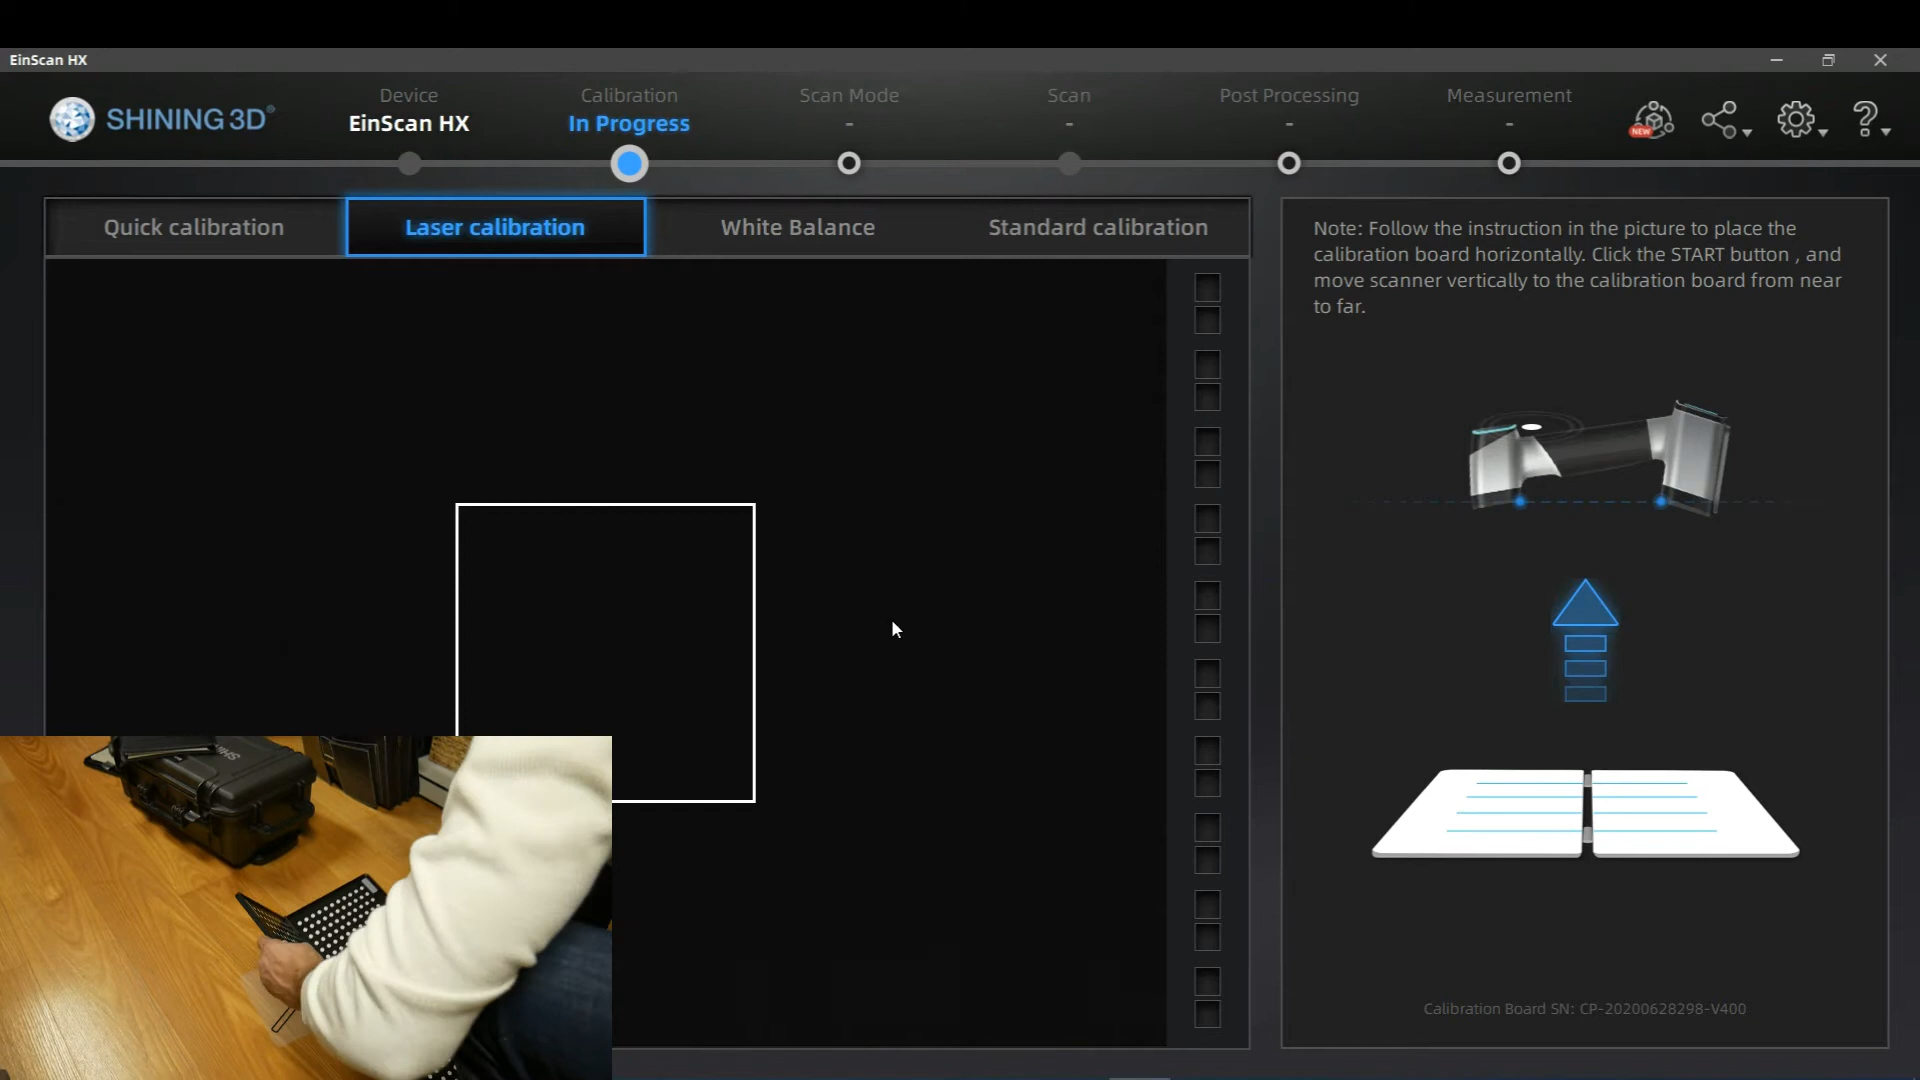 EinScan HX
SHINING 3D®
Device
EinScan HX
Calibration
In Progress
Scan Mode
-
Scan
-
Post Processing
-
Measurement
-
NEW
?
Quick calibration
Laser calibration
White Balance
Standard calibration
Note: Follow the instruction in the picture to place the
calibration board horizontally. Click the START button , and
move scanner vertically to the calibration board from near
to far.
Calibration Board SN: CP-20200628298-V400